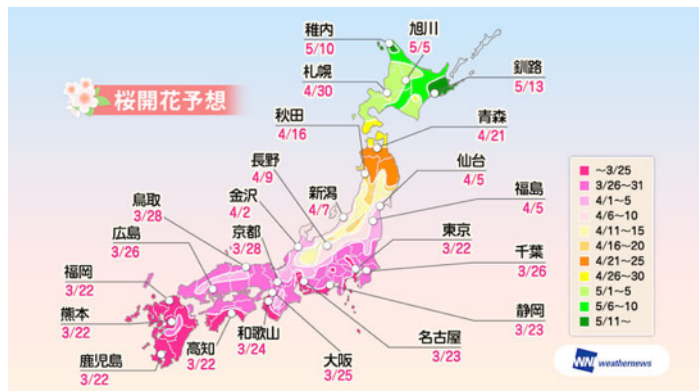 稚内
5/10
旭川
5/5
札幌
4/30
釧路
5/13
桜開花予想
秋田
4/16
青森
4/21
長野
4/9
仙台
4/5
鳥取
3/28
金沢
4/2
新潟
4/7
福島
4/5
広島
3/26
京都
3/28
東京
3/22
千葉
3/26
福岡
3/22
熊本
3/22
鹿児島
3/22
高知
3/22
和歌山
3/24
大阪
3/25
名古屋
3/23
静岡
3/23
~3/25
3/26~31
4/1~5
4/6~10
4/11~15
4/16~20
4/21~25
4/26~30
5/1~5
5/6~10
5/11~
WNI weathernews